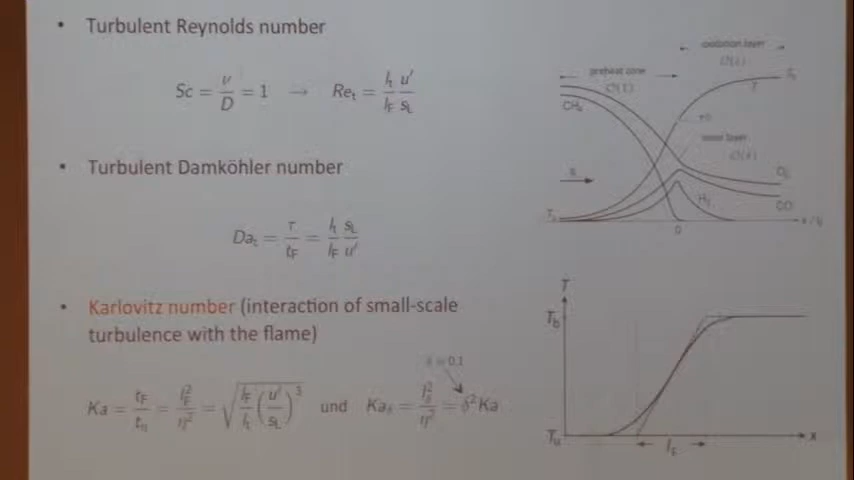 • Turbulent Reynolds number
Sc = ν/D = 1 → Re_t = (l_t/l_F) (u'/s_L)
• Turbulent Damköhler number
Da_t = τ/t_F = (l_t/l_F) (s_L/u')
• Karlovitz number (interaction of small-scale
turbulence with the flame)
Ka = t_F/t_η = l_F²/η² = √((l_F/l_t) (u'/s_L)³) und Ka_δ = l_δ²/η² = δ²Ka
oxidation layer
preheat zone
O(1)
CH₄
T
inner layer
O₂
H₂
CO
0
T
T_b
T_u
x
l_F